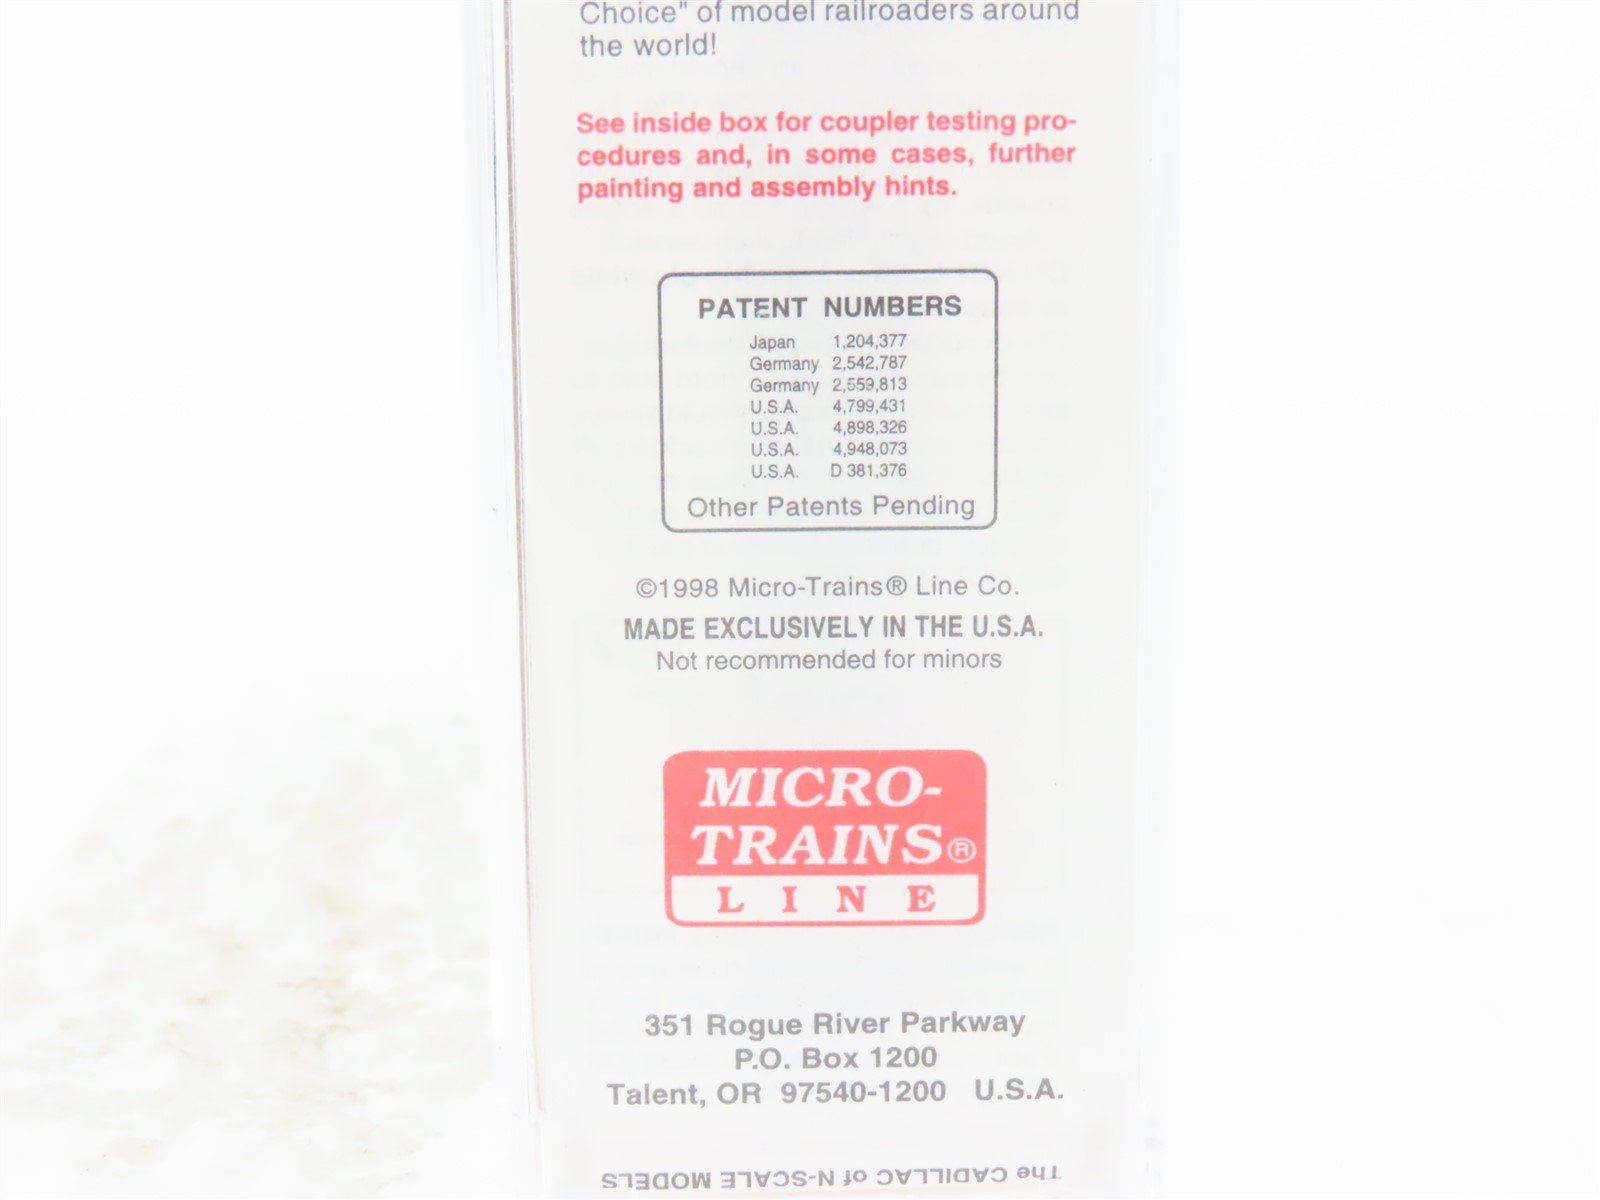 Choice" of model railroaders around
the world!
See inside box for coupler testing pro-
cedures and, in some cases, further
painting and assembly hints.
PATENT NUMBERS
Japan 1,204,377
Germany 2,542,787
Germany 2,559,813
U.S.A. 4,799,431
U.S.A. 4,898,326
U.S.A. 4,948,073
U.S.A. D 381,376
Other Patents Pending
©1998 Micro-Trains® Line Co.
MADE EXCLUSIVELY IN THE U.S.A.
Not recommended for minors
MICRO-
TRAINS®
LINE
351 Rogue River Parkway
P.O. Box 1200
Talent, OR 97540-1200 U.S.A.
The CADILLAC of N-SCALE MODELS